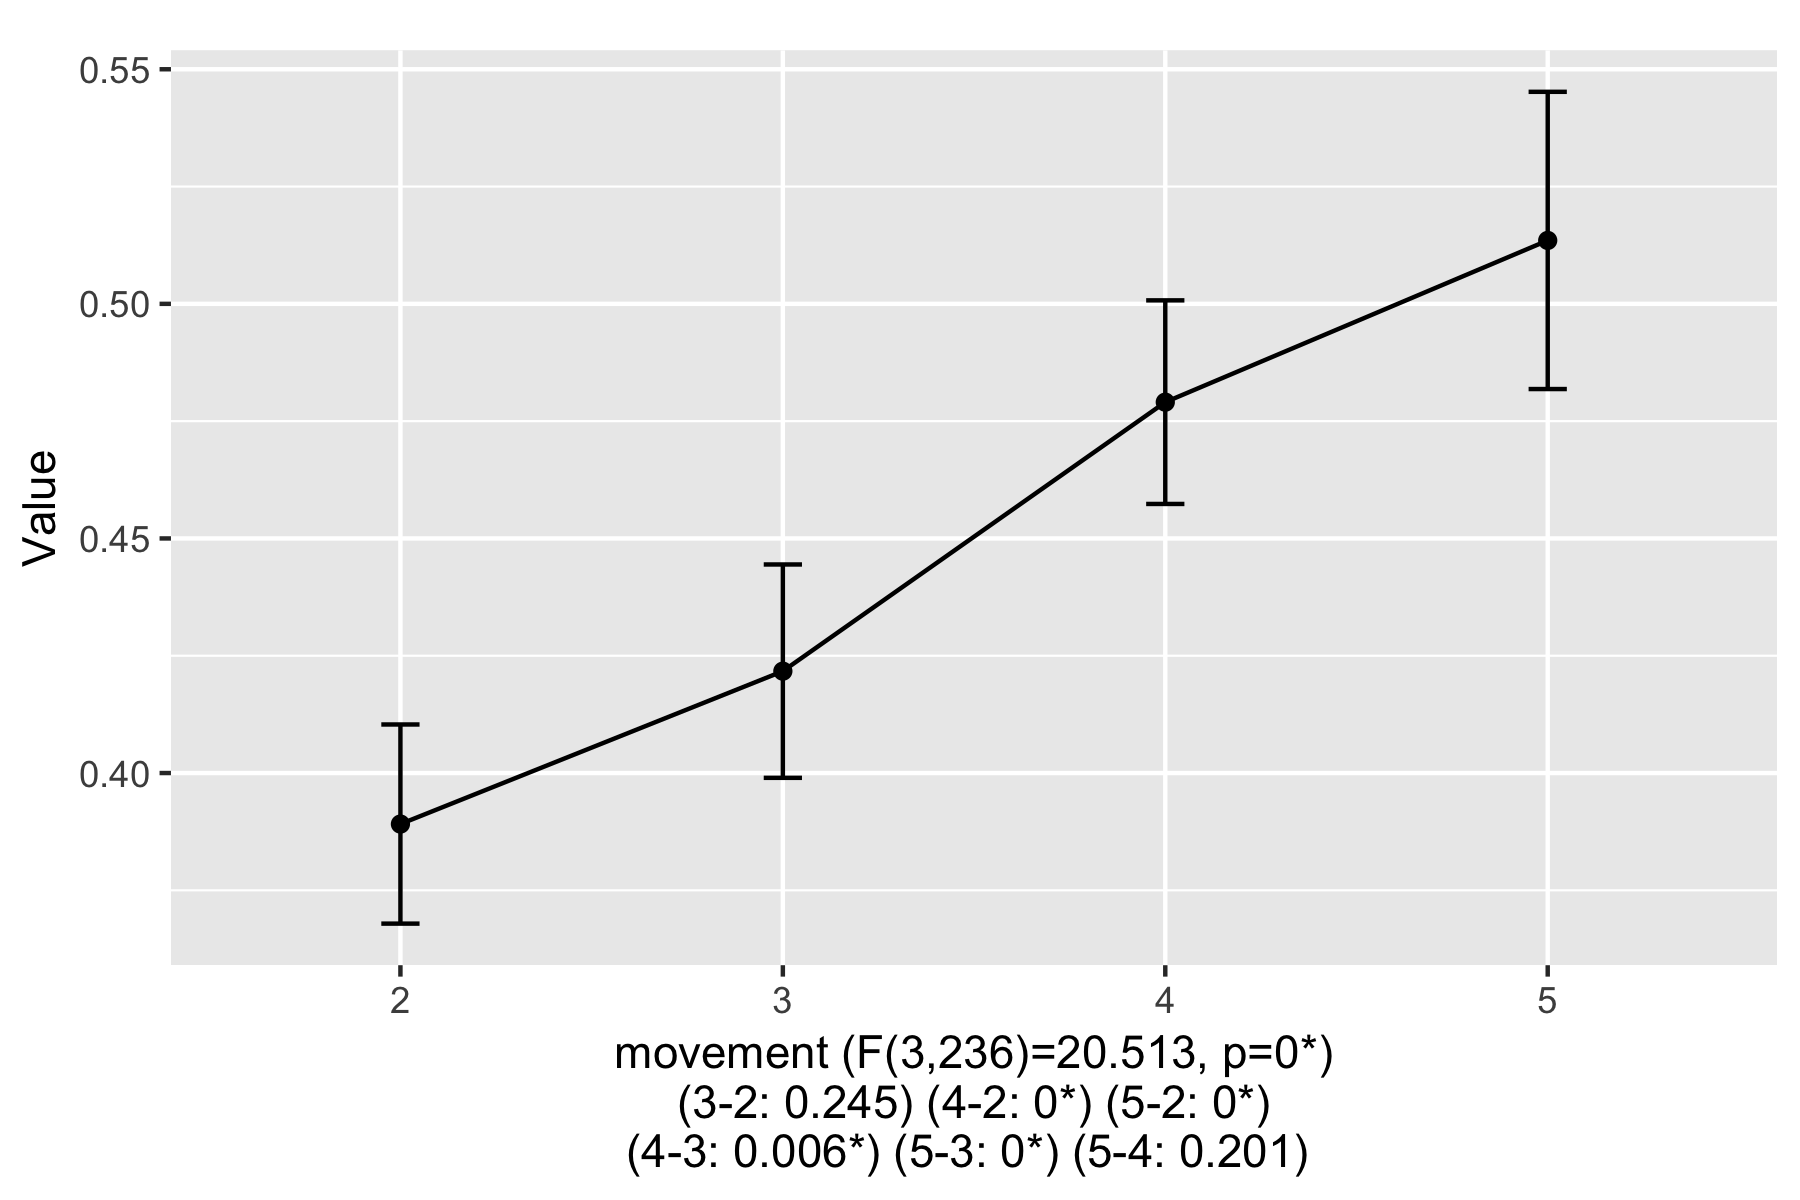 0.55
0.50
0.45
0.40
Value
2 3 4 5
movement (F(3,236)=20.513, p=0*)
(3-2: 0.245) (4-2: 0*) (5-2: 0*)
(4-3: 0.006*) (5-3: 0*) (5-4: 0.201)